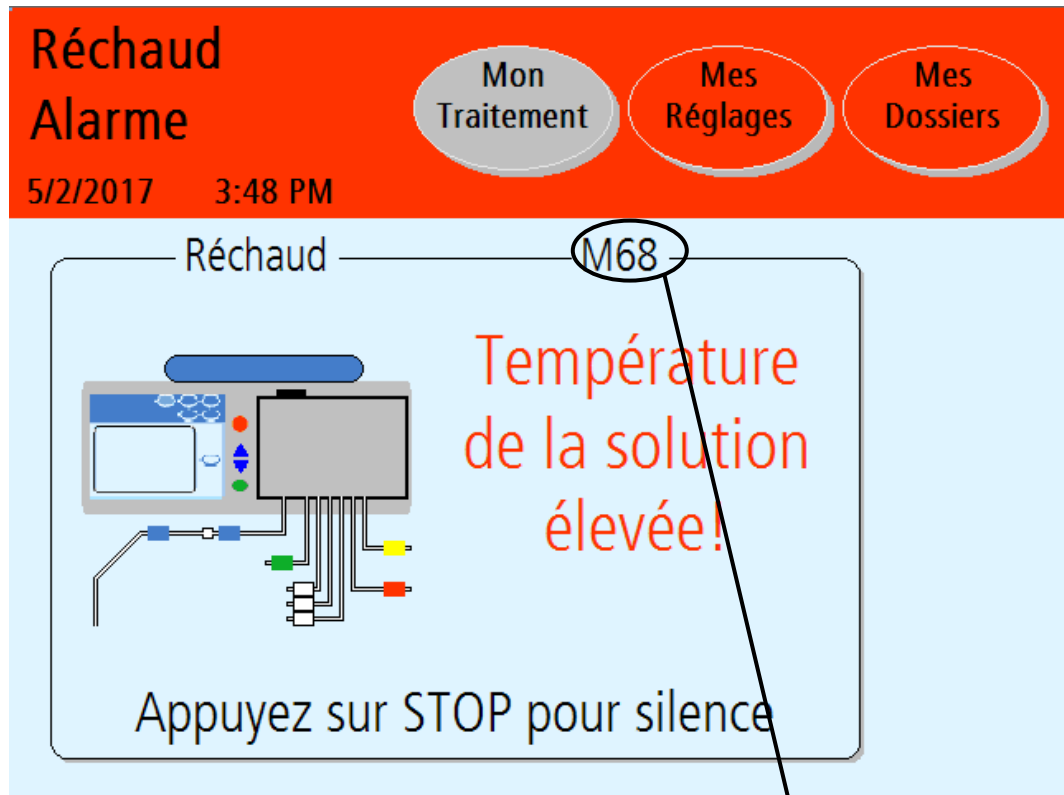 Réchaud
Alarme
5/2/2017 3:48 PM
Mon
Traitement
Mes
Réglages
Mes
Dossiers
Réchaud M68
Température
de la solution
élevée!
Appuyez sur STOP pour silence